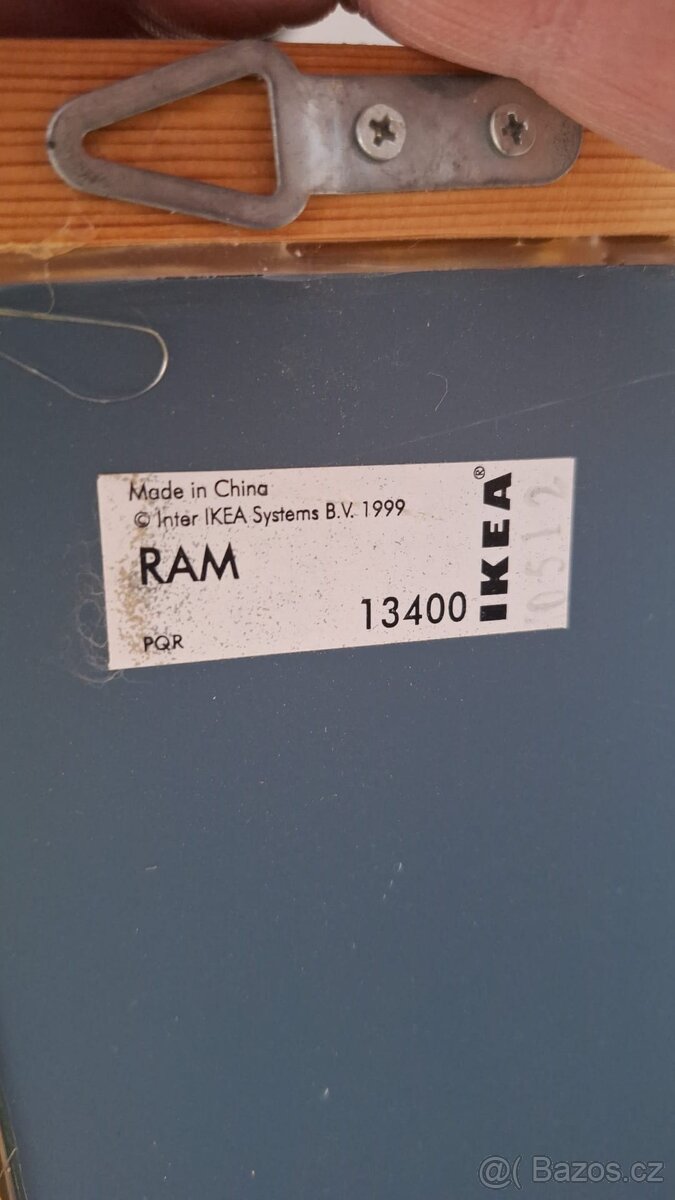 Made in China
© Inter IKEA Systems B.V. 1999
RAM
13400
PQR
IKEA®
0512
@( Bazos.cz